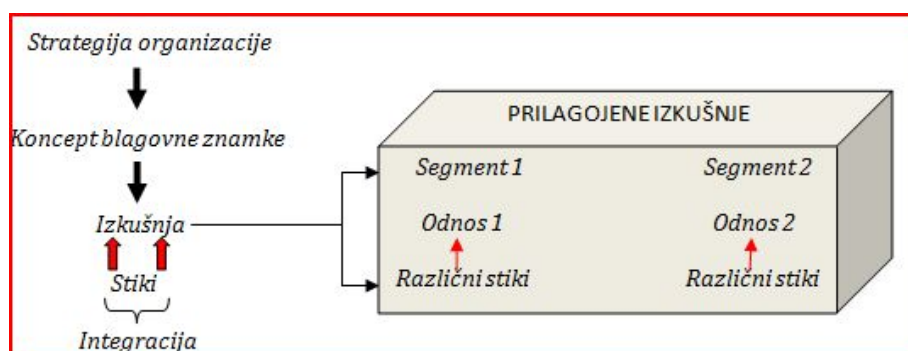 Strategija organizacije
Koncept blagovne znamke
Izkušnja
Stiki
Integracija
PRILAGOJENE IZKUŠNJE
Segment 1
Segment 2
Odnos 1
Odnos 2
Različni stiki
Različni stiki